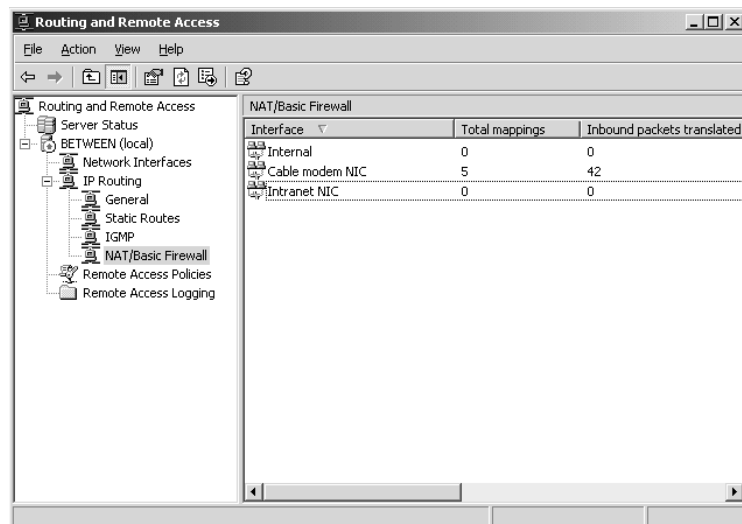 Routing and Remote Access
File Action View Help
Routing and Remote Access
Server Status
BETWEEN (local)
Network Interfaces
IP Routing
General
Static Routes
IGMP
NAT/Basic Firewall
Remote Access Policies
Remote Access Logging
NAT/Basic Firewall
Interface Total mappings Inbound packets translated
Internal 0 0
Cable modem NIC 5 42
Intranet NIC 0 0